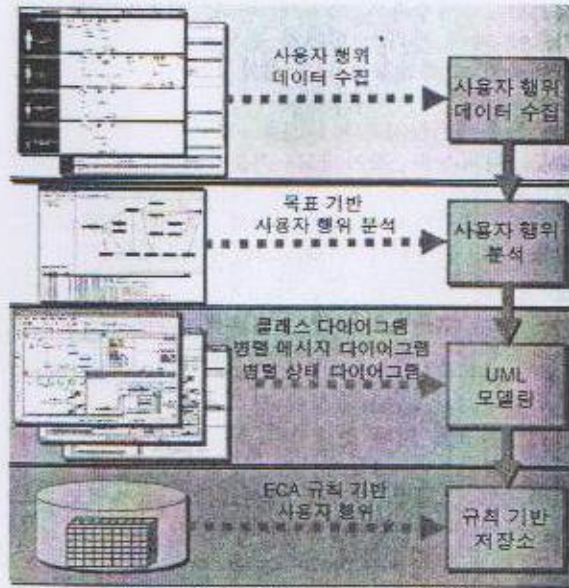 사용자 행위
데이터 수집
사용자 행위
데이터 수집
목표 기반
사용자 행위 분석
사용자 행위
분석
클래스 다이어그램
병렬 메시지 다이어그램
병렬 상태 다이어그램
UML
모델링
ECA 규칙 기반
사용자 행위
규칙 기반
저장소